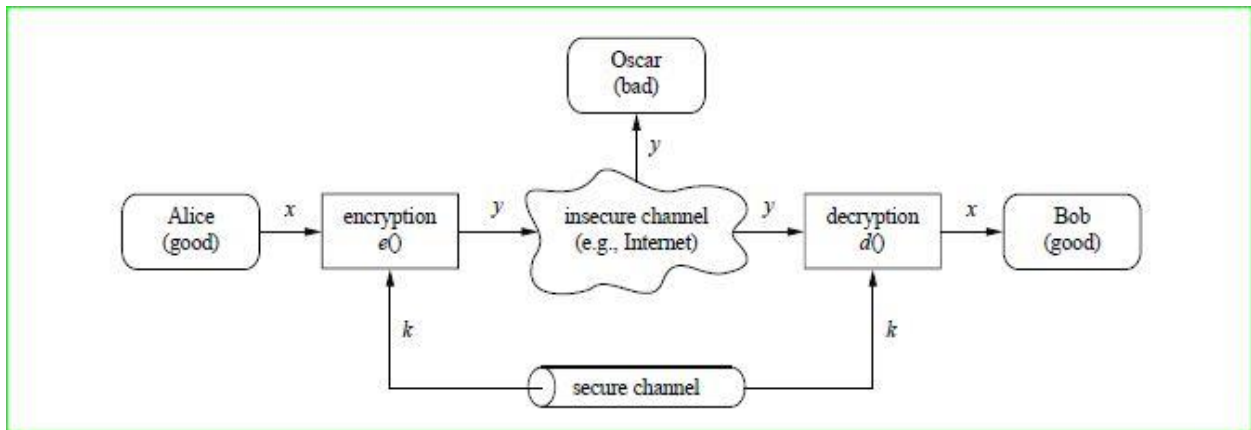 Oscar
(bad)
y
Alice
(good)
x
encryption
e()
y
insecure channel
(e.g., Internet)
y
decryption
d()
x
Bob
(good)
k
k
secure channel